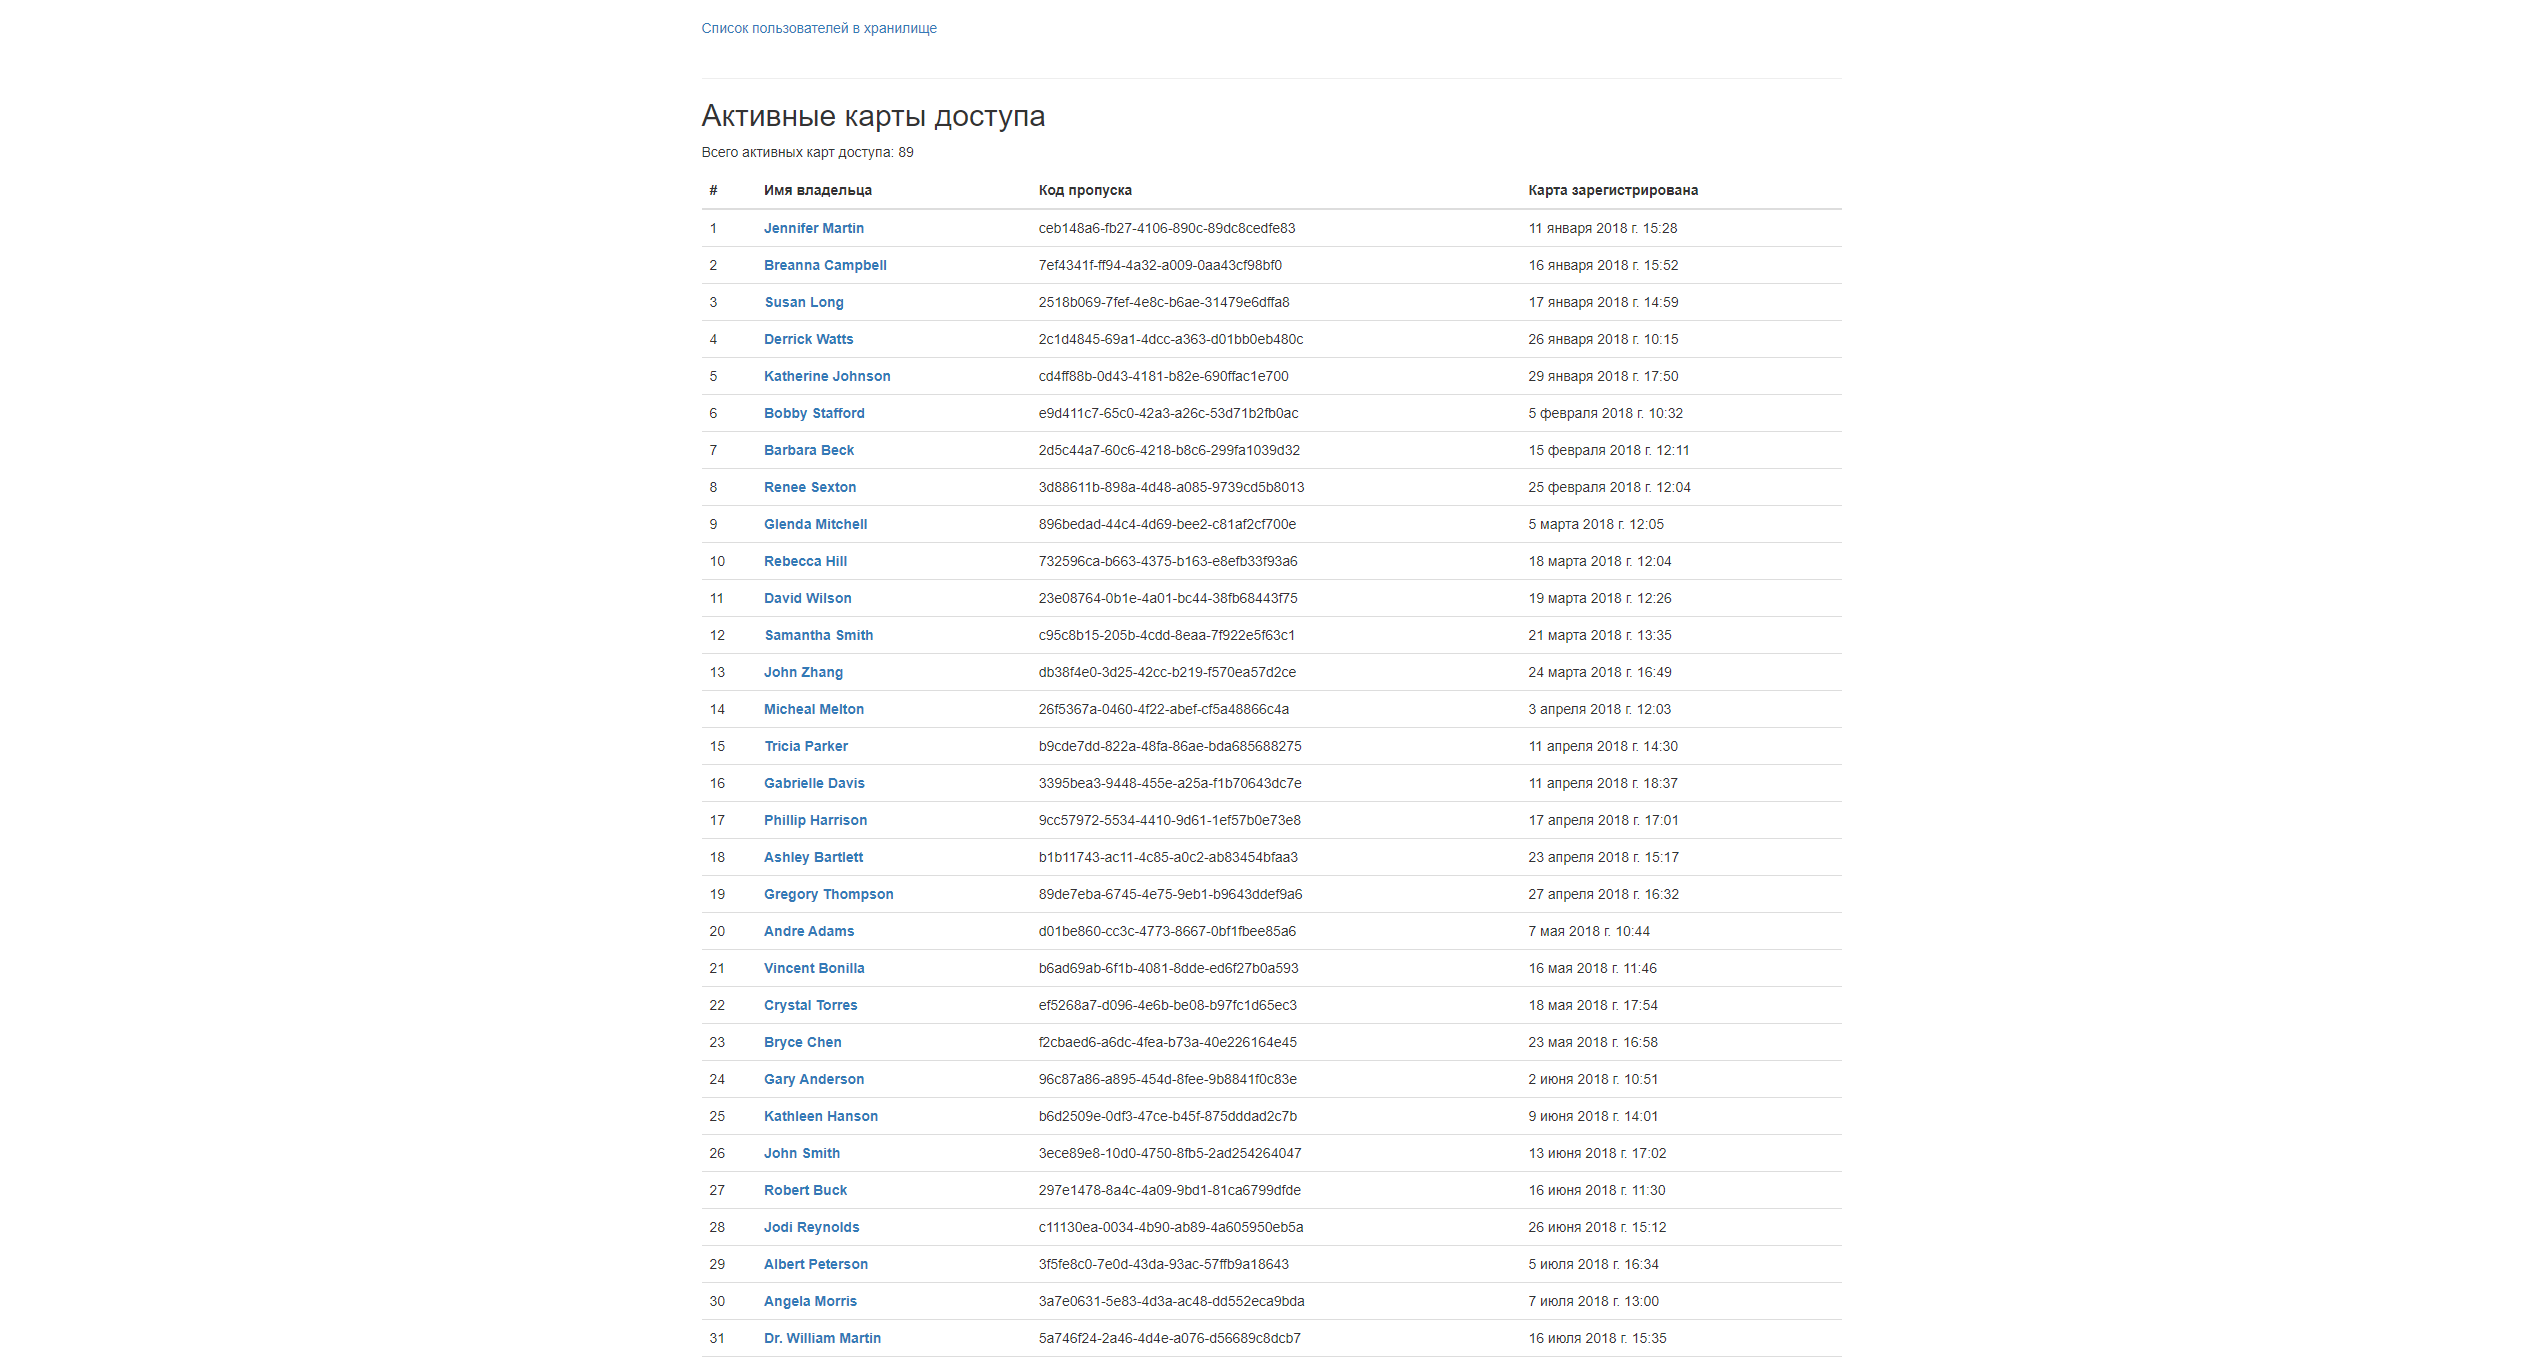 Список пользователей в хранилище
Активные карты доступа
Всего активных карт доступа: 89
# Имя владельца Код пропуска Карта зарегистрирована
1 Jennifer Martin ceb148a6-fb27-4106-890c-89dc8cedfe83 11 января 2018 г. 15:28
2 Breanna Campbell 7ef4341f-ff94-4a32-a009-0aa43cf98bf0 16 января 2018 г. 15:52
3 Susan Long 2518b069-7fef-4e8c-b6ae-31479e6dffa8 17 января 2018 г. 14:59
4 Derrick Watts 2c1d4845-69a1-4dcc-a363-d01bb0eb480c 26 января 2018 г. 10:15
5 Katherine Johnson cd4ff88b-0d43-4181-b82e-690ffac1e700 29 января 2018 г. 17:50
6 Bobby Stafford e9d411c7-65c0-42a3-a26c-53d71b2fb0ac 5 февраля 2018 г. 10:32
7 Barbara Beck 2d5c44a7-60c6-4218-b8c6-299fa1039d32 15 февраля 2018 г. 12:11
8 Renee Sexton 3d88611b-898a-4d48-a085-9739cd5b8013 25 февраля 2018 г. 12:04
9 Glenda Mitchell 896bedad-44c4-4d69-bee2-c81af2cf700e 5 марта 2018 г. 12:05
10 Rebecca Hill 732596ca-b663-4375-b163-e8efb33f93a6 18 марта 2018 г. 12:04
11 David Wilson 23e08764-0b1e-4a01-bc44-38fb68443f75 19 марта 2018 г. 12:26
12 Samantha Smith c95c8b15-205b-4cdd-8eaa-7f922e5f63c1 21 марта 2018 г. 13:35
13 John Zhang db38f4e0-3d25-42cc-b219-f570ea57d2ce 24 марта 2018 г. 16:49
14 Micheal Melton 26f5367a-0460-4f22-abef-cf5a48866c4a 3 апреля 2018 г. 12:03
15 Tricia Parker b9cde7dd-822a-48fa-86ae-bda685688275 11 апреля 2018 г. 14:30
16 Gabrielle Davis 3395bea3-9448-455e-a25a-f1b70643dc7e 11 апреля 2018 г. 18:37
17 Phillip Harrison 9cc57972-5534-4410-9d61-1ef57b0e73e8 17 апреля 2018 г. 17:01
18 Ashley Bartlett b1b11743-ac11-4c85-a0c2-ab83454bfaa3 23 апреля 2018 г. 15:17
19 Gregory Thompson 89de7eba-6745-4e75-9eb1-b9643ddef9a6 27 апреля 2018 г. 16:32
20 Andre Adams d01be860-cc3c-4773-8667-0bf1fbee85a6 7 мая 2018 г. 10:44
21 Vincent Bonilla b6ad69ab-6f1b-4081-8dde-ed6f27b0a593 16 мая 2018 г. 11:46
22 Crystal Torres ef5268a7-d096-4e6b-be08-b97fc1d65ec3 18 мая 2018 г. 17:54
23 Bryce Chen f2cbaed6-a6dc-4fea-b73a-40e226164e45 23 мая 2018 г. 16:58
24 Gary Anderson 96c87a86-a895-454d-8fee-9b8841f0c83e 2 июня 2018 г. 10:51
25 Kathleen Hanson b6d2509e-0df3-47ce-b45f-875dddad2c7b 9 июня 2018 г. 14:01
26 John Smith 3ece89e8-10d0-4750-8fb5-2ad254264047 13 июня 2018 г. 17:02
27 Robert Buck 297e1478-8a4c-4a09-9bd1-81ca6799dfde 16 июня 2018 г. 11:30
28 Jodi Reynolds c11130ea-0034-4b90-ab89-4a605950eb5a 26 июня 2018 г. 15:12
29 Albert Peterson 3f5fe8c0-7e0d-43da-93ac-57ffb9a18643 5 июля 2018 г. 16:34
30 Angela Morris 3a7e0631-5e83-4d3a-ac48-dd552eca9bda 7 июля 2018 г. 13:00
31 Dr. William Martin 5a746f24-2a46-4d4e-a076-d56689c8dcb7 16 июля 2018 г. 15:35